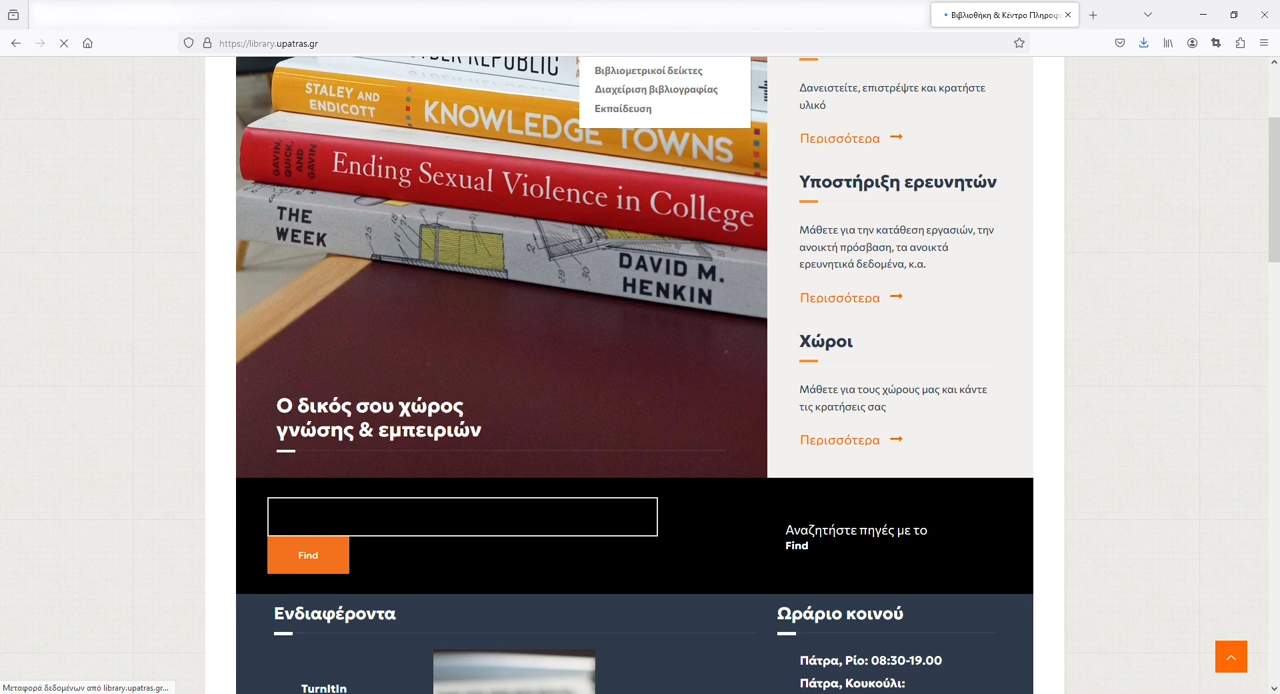 Βιβλιοθήκη & Κέντρο Πληροφ
https://library.upatras.gr
CYBER REPUBLIC
STALEY AND
ENDICOTT
KNOWLEDGE TOWNS
GAVIN,
QUICK,
AND
GAVIN
Ending Sexual Violence in College
THE
WEEK
DAVID M.
HENKIN
Βιβλιομετρικοί δείκτες
Διαχείριση βιβλιογραφίας
Εκπαίδευση
Ο δικός σου χώρος
γνώσης & εμπειριών
Δανειστείτε, επιστρέψτε και κρατήστε
υλικό
Περισσότερα
Υποστήριξη ερευνητών
Μάθετε για την κατάθεση εργασιών, την
ανοικτή πρόσβαση, τα ανοικτά
ερευνητικά δεδομένα, κ.α.
Περισσότερα
Χώροι
Μάθετε για τους χώρους μας και κάντε
τις κρατήσεις σας
Περισσότερα
Find
Αναζητήστε πηγές με το
Find
Ενδιαφέροντα
TurnItIn
Ωράριο κοινού
Πάτρα, Ρίο: 08:30-19.00
Πάτρα, Κουκούλι:
Μεταφορά δεδομένων από library.upatras.gr...